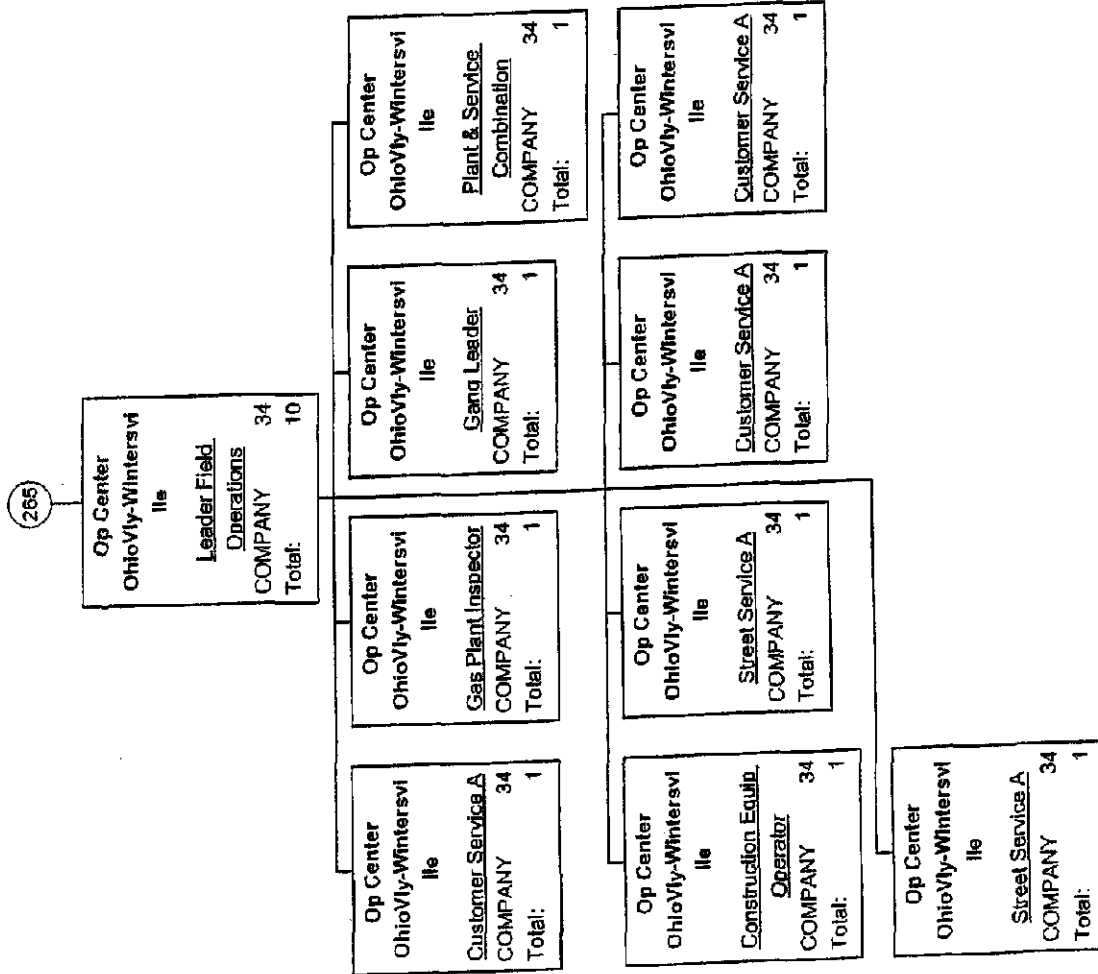 265
Op Center
OhioVly-Wintersvi
lle
Leader Field
Operations
COMPANY 34
Total: 10
Op Center
OhioVly-Wintersvi
lle
Customer Service A
COMPANY 34
Total: 1
Op Center
OhioVly-Wintersvi
lle
Gas Plant Inspector
COMPANY 34
Total: 1
Op Center
OhioVly-Wintersvi
lle
Gang Leader
COMPANY 34
Total: 1
Op Center
OhioVly-Wintersvi
lle
Plant & Service
Combination
COMPANY 34
Total: 1
Op Center
OhioVly-Wintersvi
lle
Construction Equip
Operator
COMPANY 34
Total: 1
Op Center
OhioVly-Wintersvi
lle
Street Service A
COMPANY 34
Total: 1
Op Center
OhioVly-Wintersvi
lle
Customer Service A
COMPANY 34
Total: 1
Op Center
OhioVly-Wintersvi
lle
Customer Service A
COMPANY 34
Total: 1
Op Center
OhioVly-Wintersvi
lle
Street Service A
COMPANY 34
Total: 1